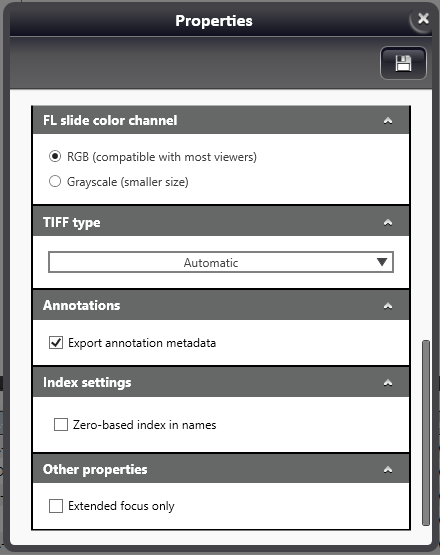 Properties
FL slide color channel
RGB (compatible with most viewers)
Grayscale (smaller size)
TIFF type
Automatic
Annotations
Export annotation metadata
Index settings
Zero-based index in names
Other properties
Extended focus only